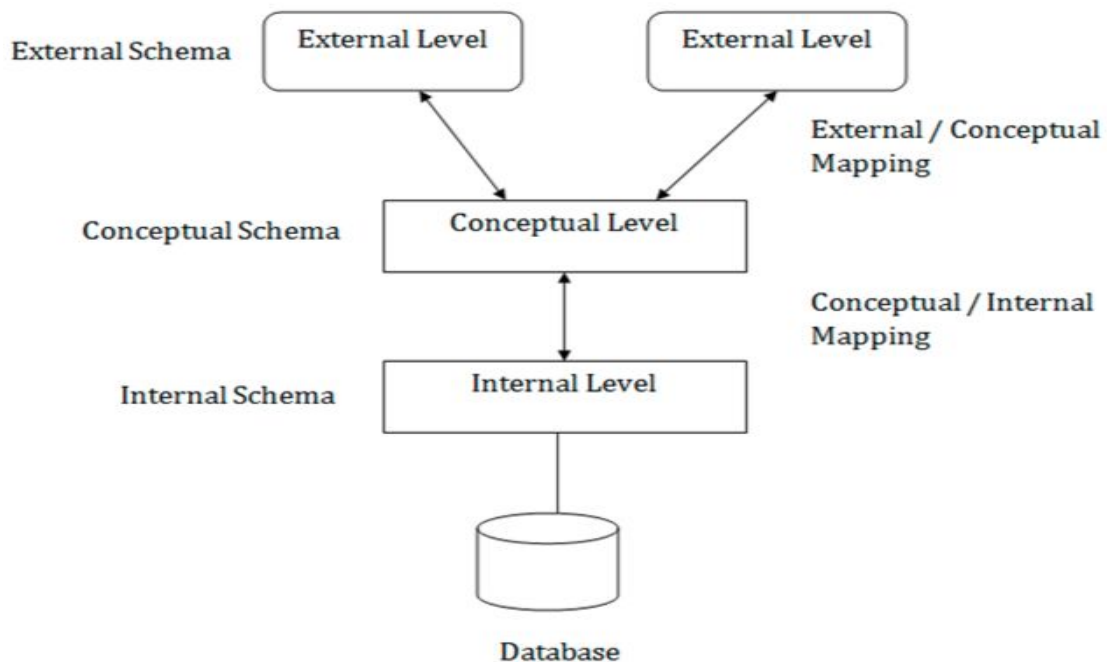 External Schema
External Level
External Level
External / Conceptual
Mapping
Conceptual Schema
Conceptual Level
Conceptual / Internal
Mapping
Internal Schema
Internal Level
Database